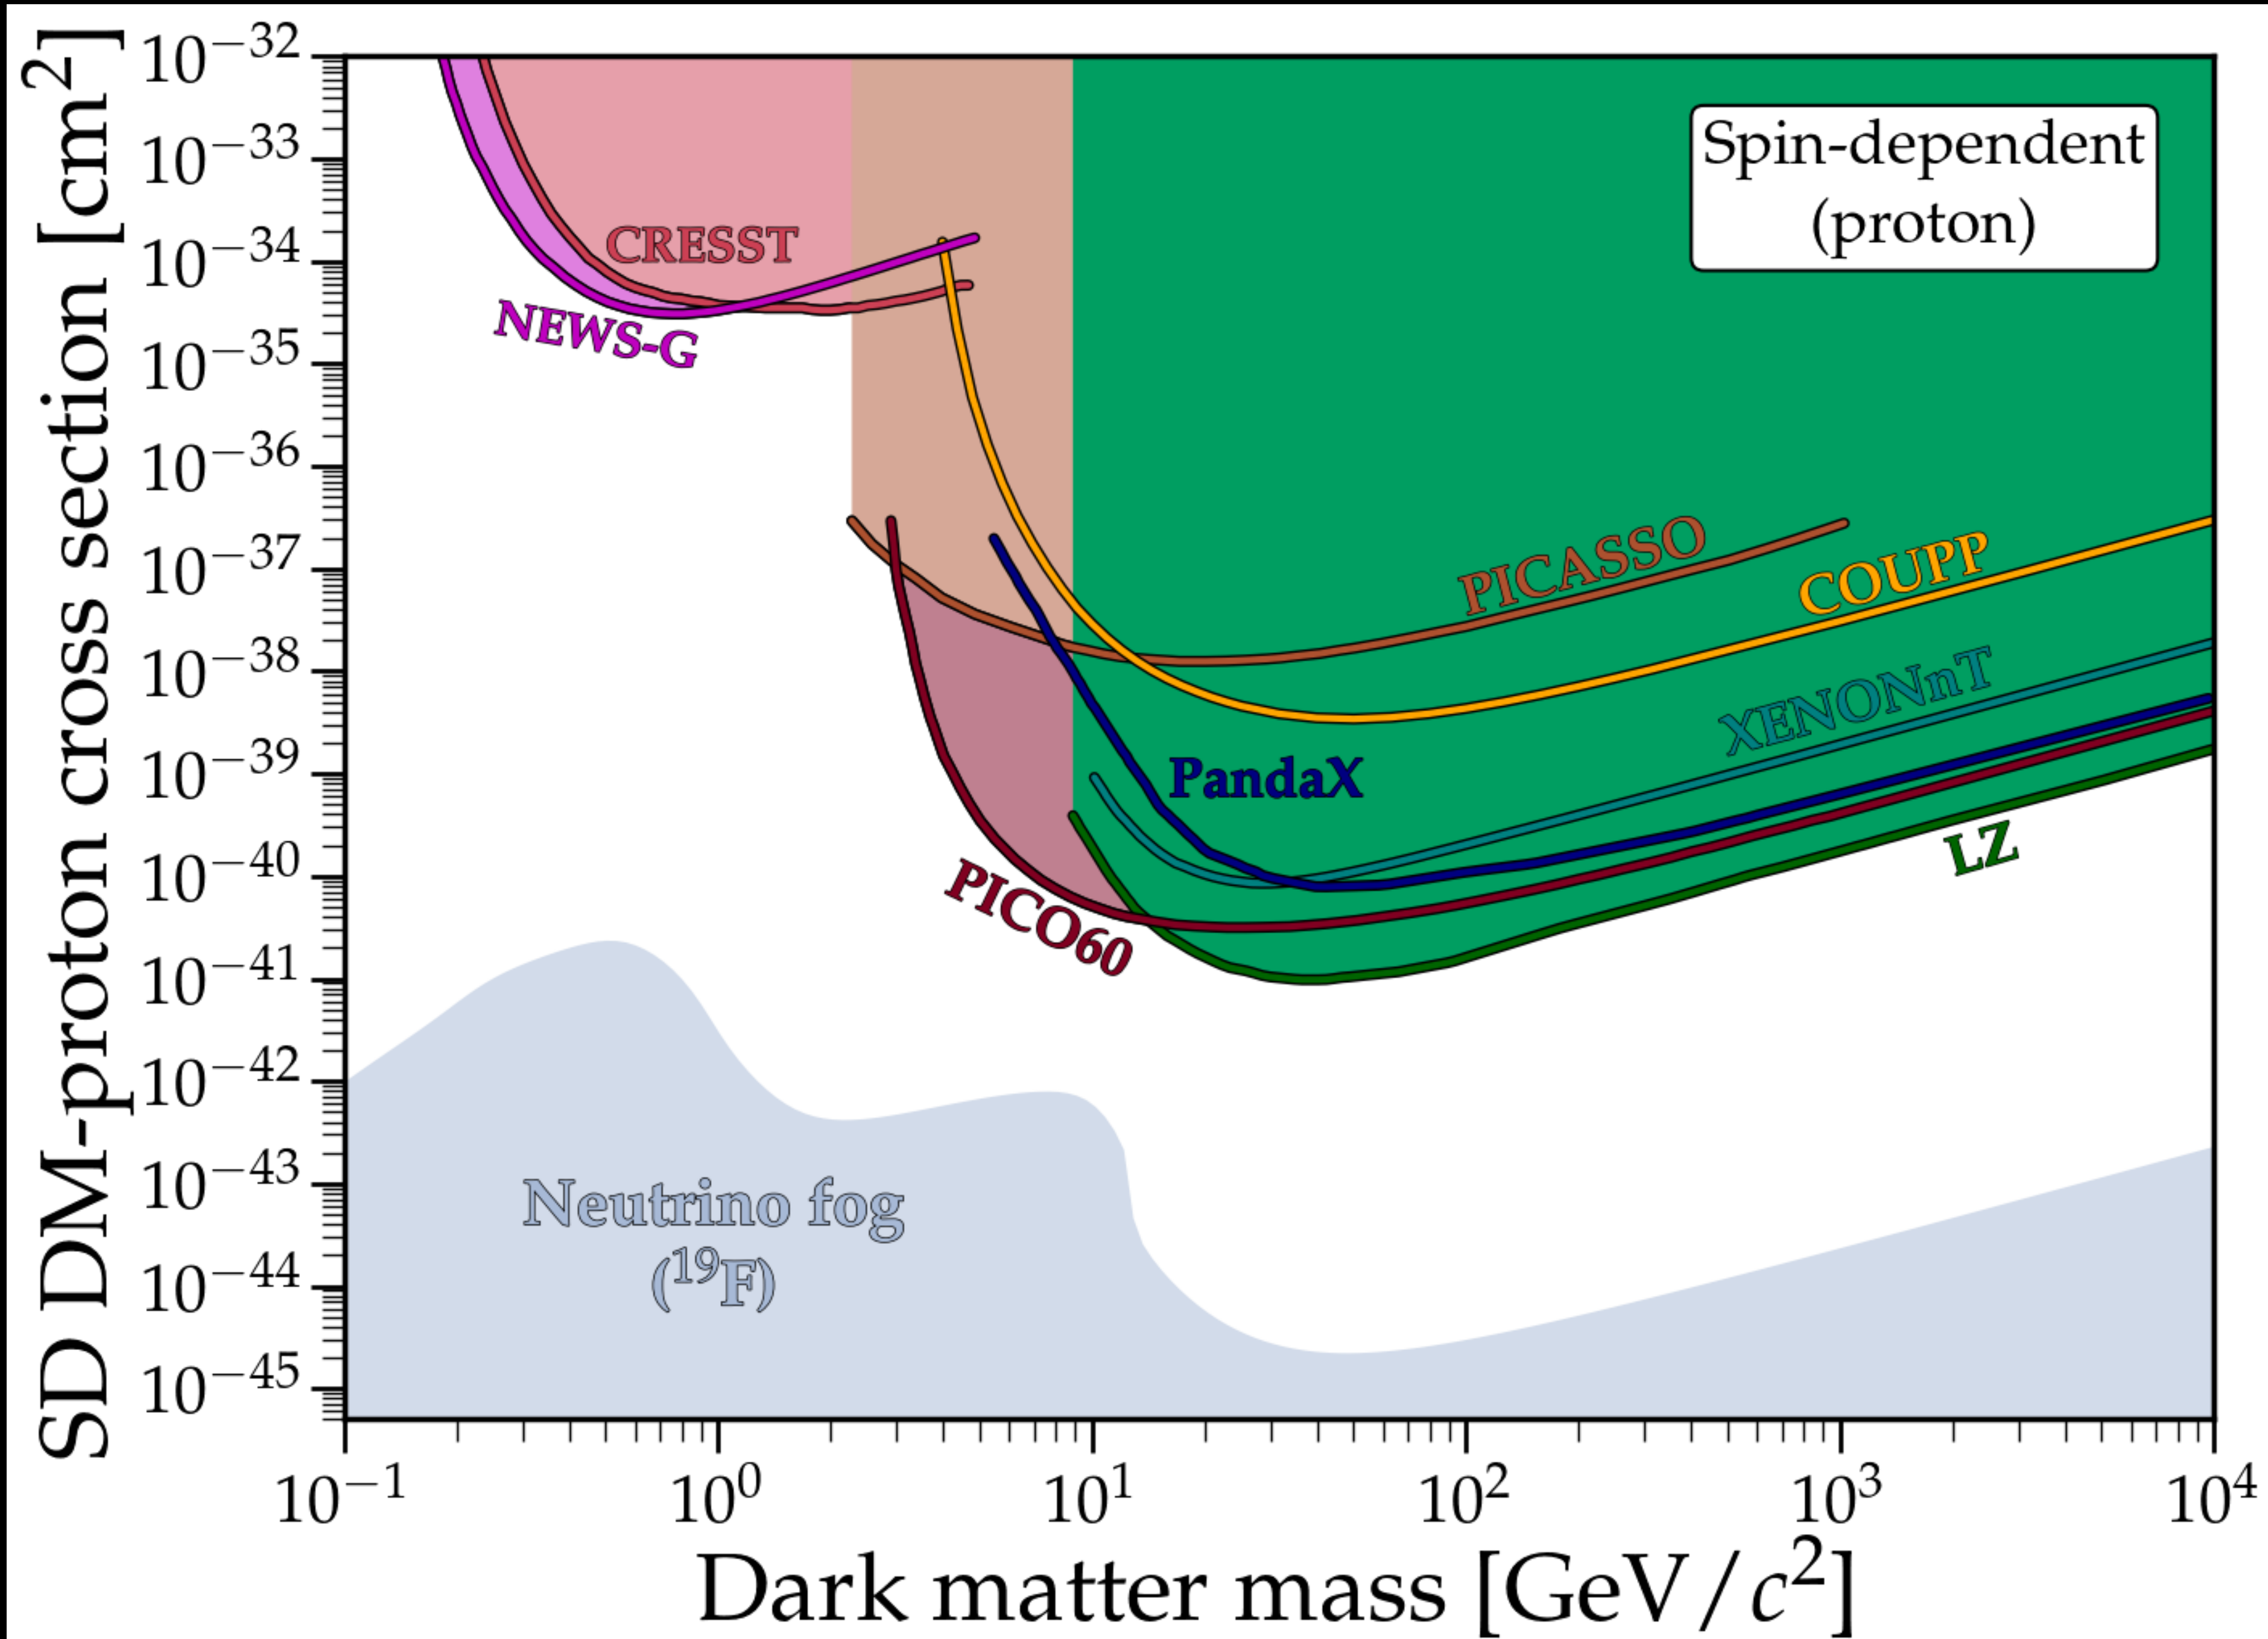 SD DM-proton cross section [cm²]
10⁻³²
10⁻³³
10⁻³⁴
10⁻³⁵
10⁻³⁶
10⁻³⁷
10⁻³⁸
10⁻³⁹
10⁻⁴⁰
10⁻⁴¹
10⁻⁴²
10⁻⁴³
10⁻⁴⁴
10⁻⁴⁵
Spin-dependent
(proton)
CRESST
NEWS-G
PICASSO
COUPP
XENONnT
PandaX
LZ
PICO60
Neutrino fog
(¹⁹F)
10⁻¹
10⁰
10¹
10²
10³
10⁴
Dark matter mass [GeV/c²]